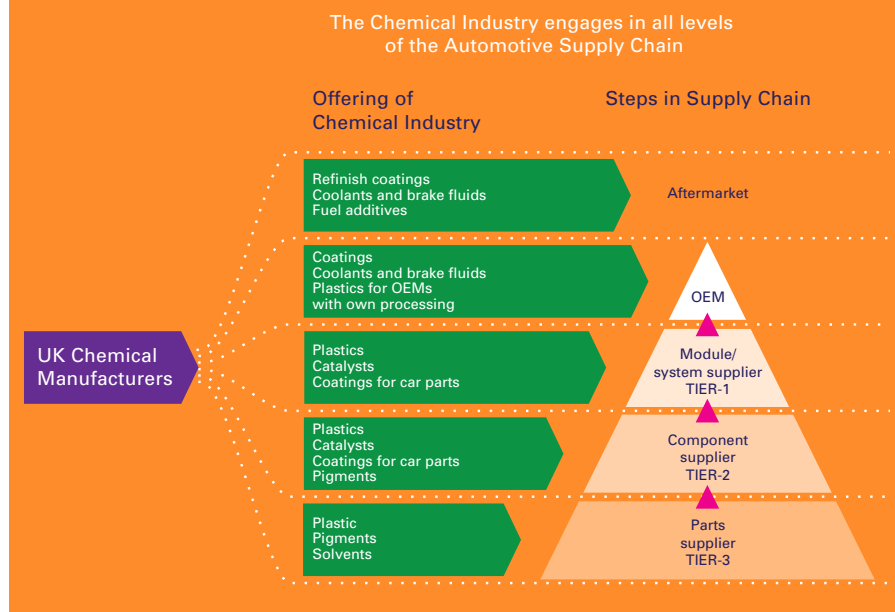 The Chemical Industry engages in all levels
of the Automotive Supply Chain
Offering of
Chemical Industry
Steps in Supply Chain
Refinish coatings
Coolants and brake fluids
Fuel additives
Aftermarket
Coatings
Coolants and brake fluids
Plastics for OEMs
with own processing
OEM
UK Chemical
Manufacturers
Plastics
Catalysts
Coatings for car parts
Module/
system supplier
TIER-1
Plastics
Catalysts
Coatings for car parts
Pigments
Component
supplier
TIER-2
Plastic
Pigments
Solvents
Parts
supplier
TIER-3